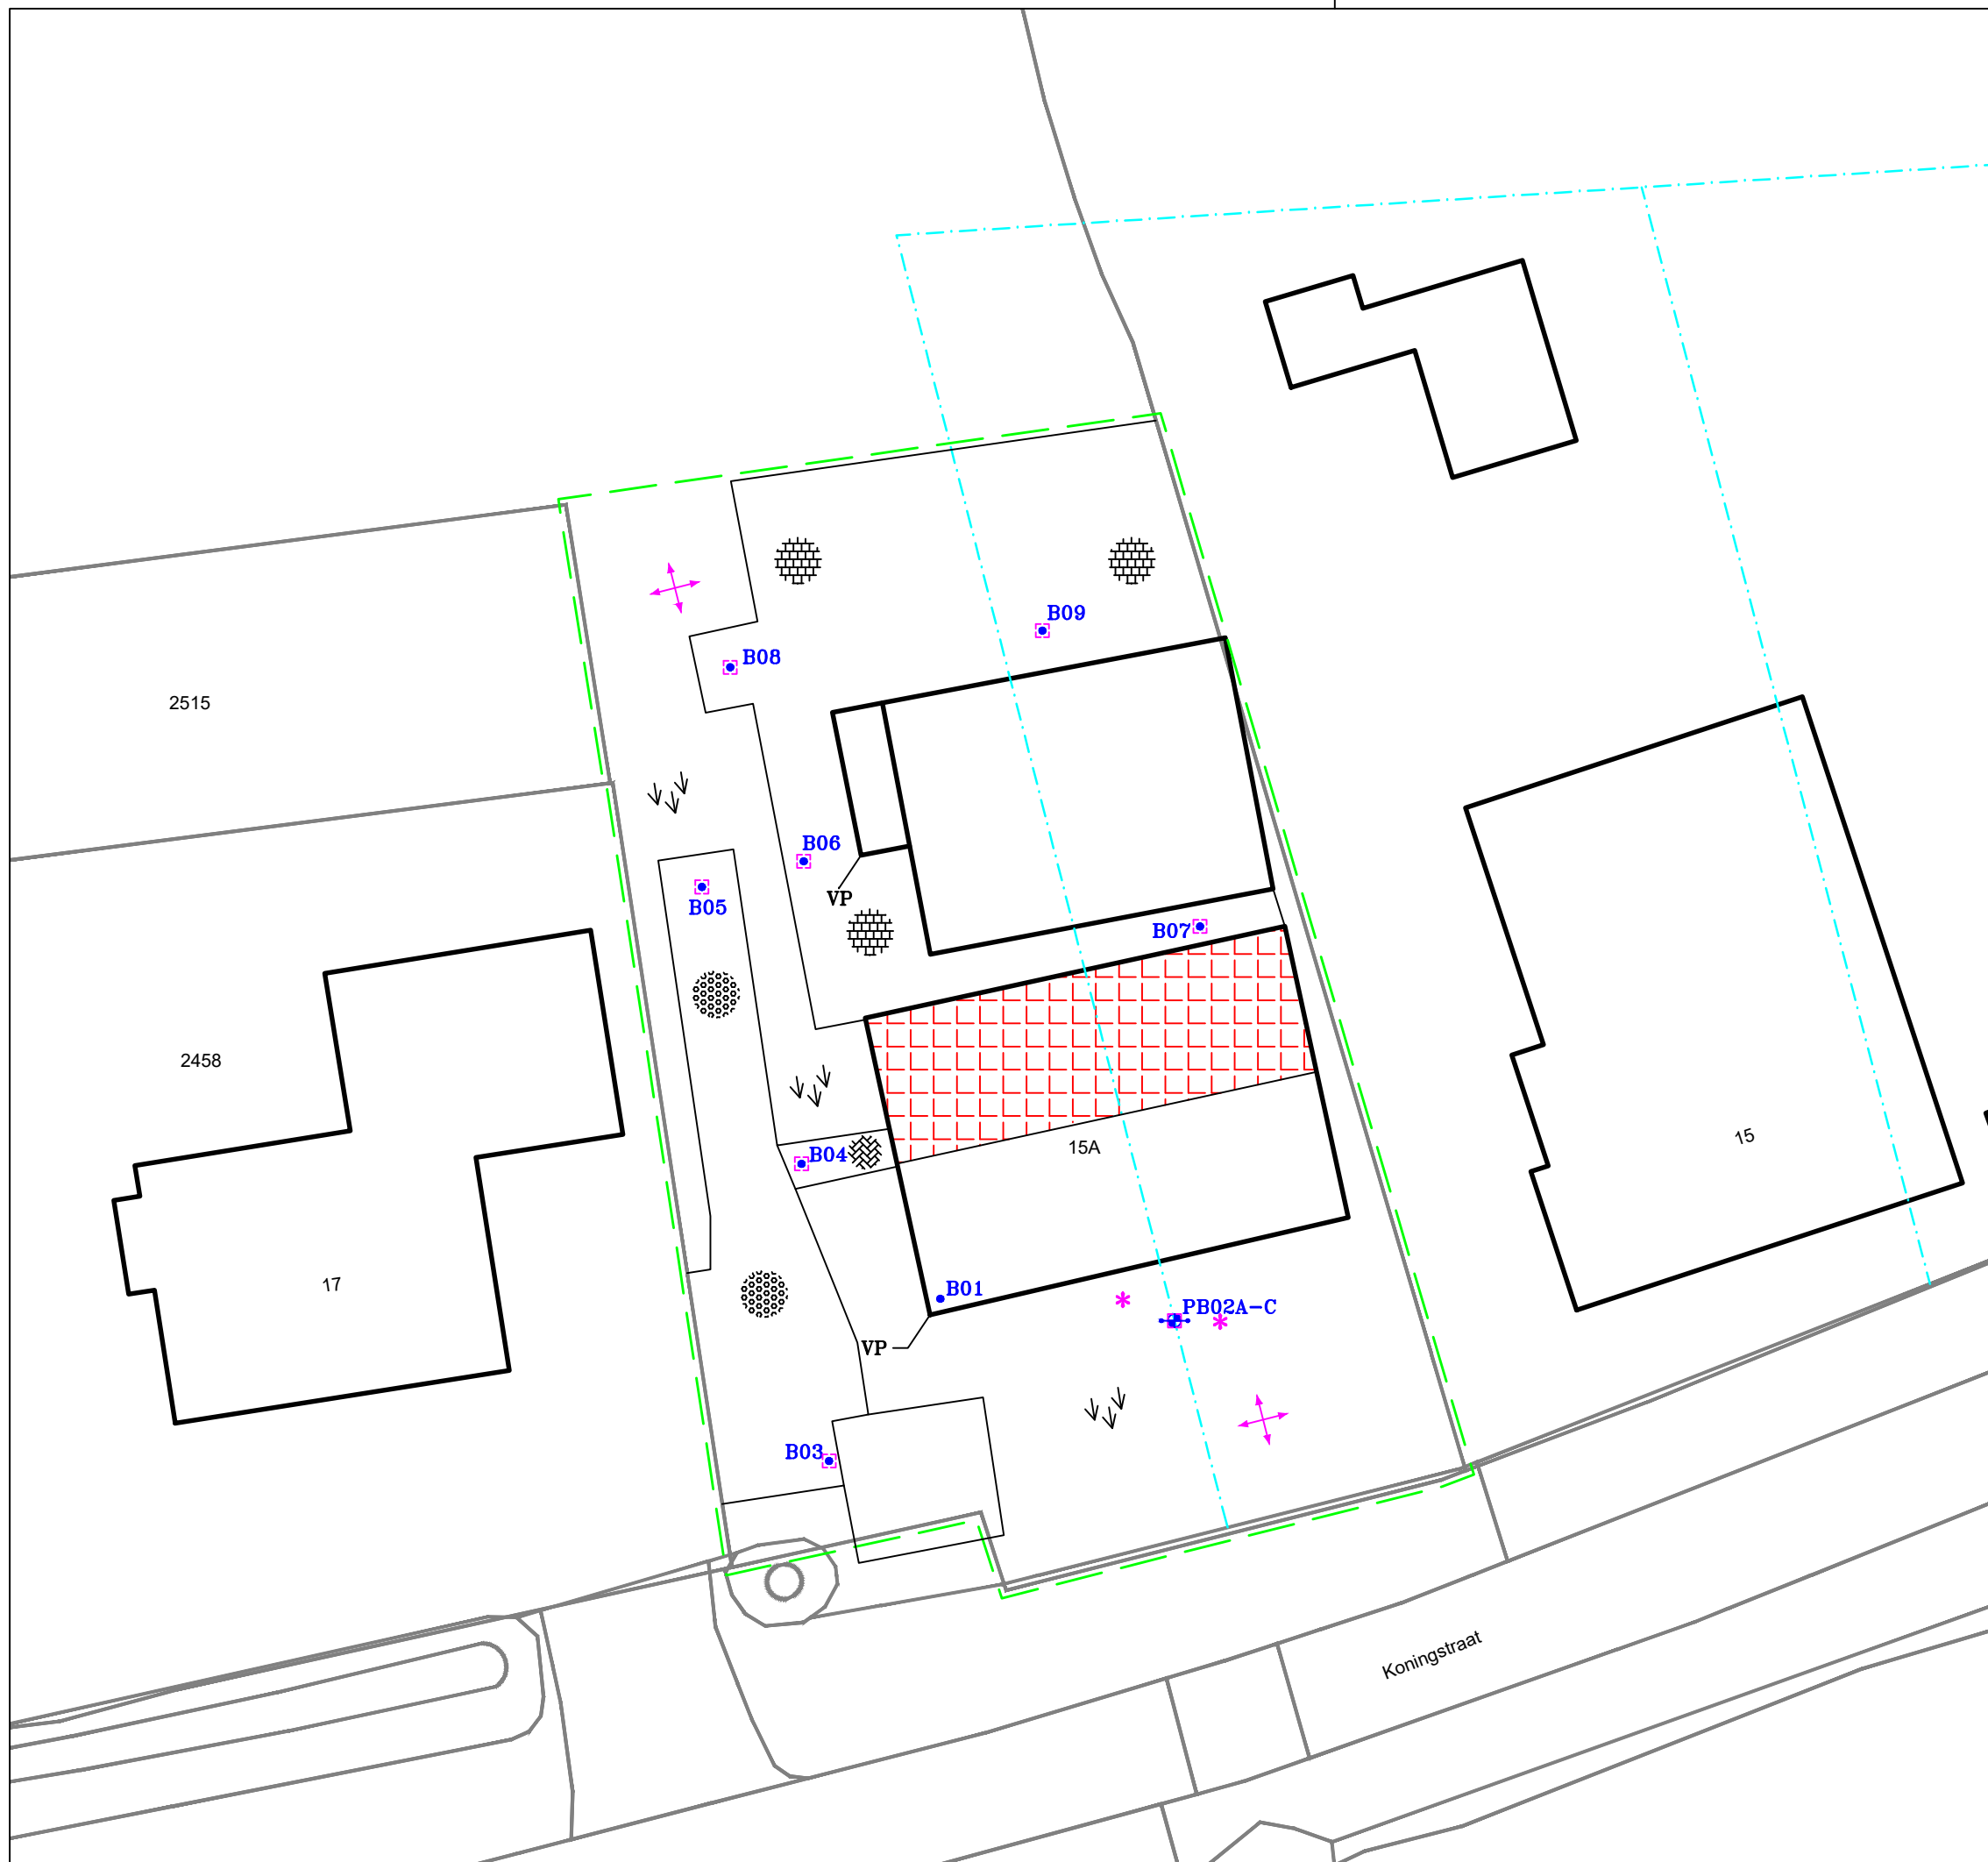 B09
B08
2515
B06
VP
B05
B07
2458
15A
15
B04
17
B01
PB02A-C
VP
B03
Koningstraat